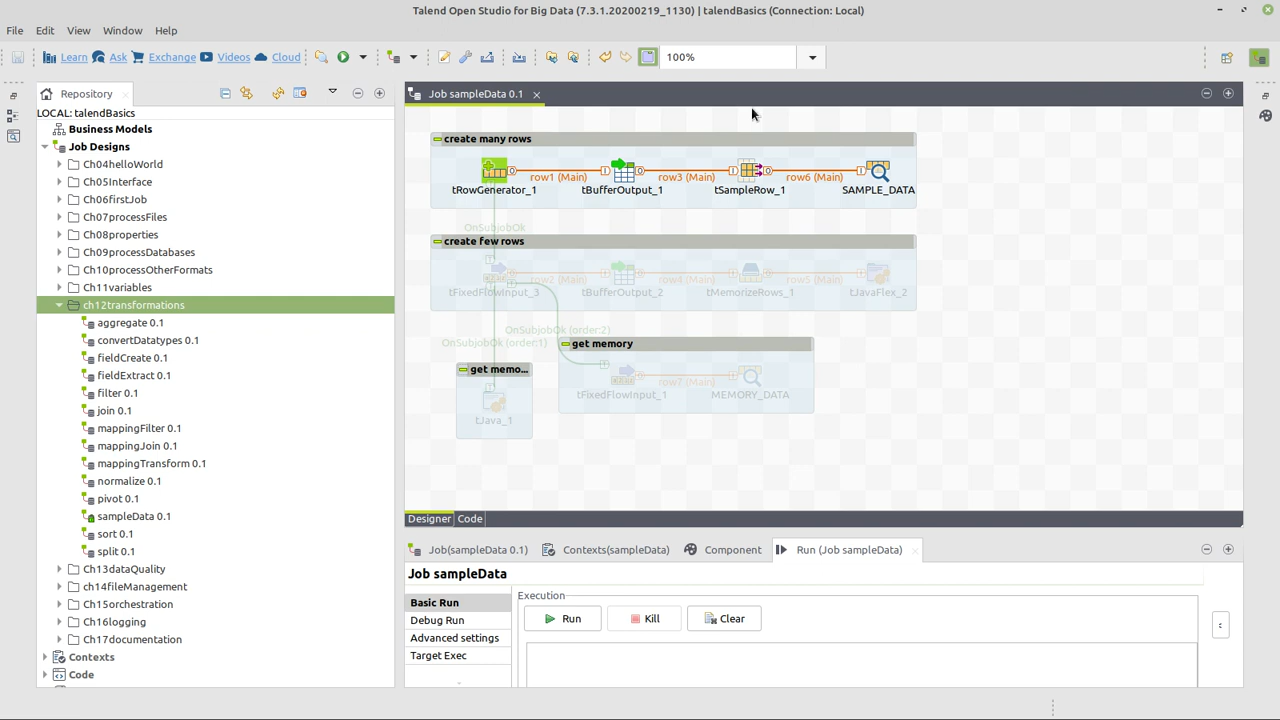 Talend Open Studio for Big Data (7.3.1.20200219_1130) | talendBasics (Connection: Local)
File Edit View Window Help
Learn Ask Exchange Videos Cloud 100%
Repository
LOCAL: talendBasics
Business Models
Job Designs
Ch04helloWorld
Ch05Interface
Ch06firstJob
Ch07processFiles
Ch08properties
Ch09processDatabases
Ch10processOtherFormats
Ch11variables
ch12transformations
aggregate 0.1
convertDatatypes 0.1
fieldCreate 0.1
fieldExtract 0.1
filter 0.1
join 0.1
mappingFilter 0.1
mappingJoin 0.1
mappingTransform 0.1
normalize 0.1
pivot 0.1
sampleData 0.1
sort 0.1
split 0.1
Ch13dataQuality
ch14fileManagement
Ch15orchestration
Ch16logging
Ch17documentation
Contexts
Code
Job sampleData 0.1
create many rows
row1 (Main) row3 (Main) row6 (Main)
tRowGenerator_1 tBufferOutput_1 tSampleRow_1 SAMPLE_DATA
OnSubjobOk
create few rows
row2 (Main) row4 (Main) row5 (Main)
tFixedFlowInput_3 tBufferOutput_2 tMemorizeRows_1 tJavaFlex_2
OnSubjobOk (order:2)
OnSubjobOk (order:1)
get memory
row7 (Main)
tFixedFlowInput_1 MEMORY_DATA
get memo...
tJava_1
Designer Code
Job(sampleData 0.1) Contexts(sampleData) Component Run (Job sampleData)
Job sampleData
Basic Run
Debug Run
Advanced settings
Target Exec
Execution
Run Kill Clear